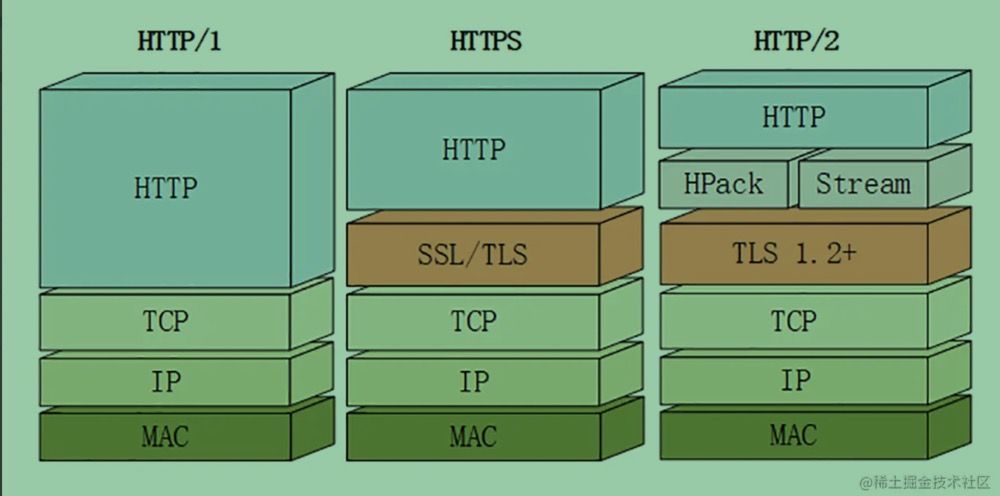 HTTP/1
HTTPS
HTTP/2
HTTP
TCP
IP
MAC
HTTP
SSL/TLS
TCP
IP
MAC
HTTP
HPack
Stream
TLS 1.2+
TCP
IP
MAC
@稀土掘金技术社区